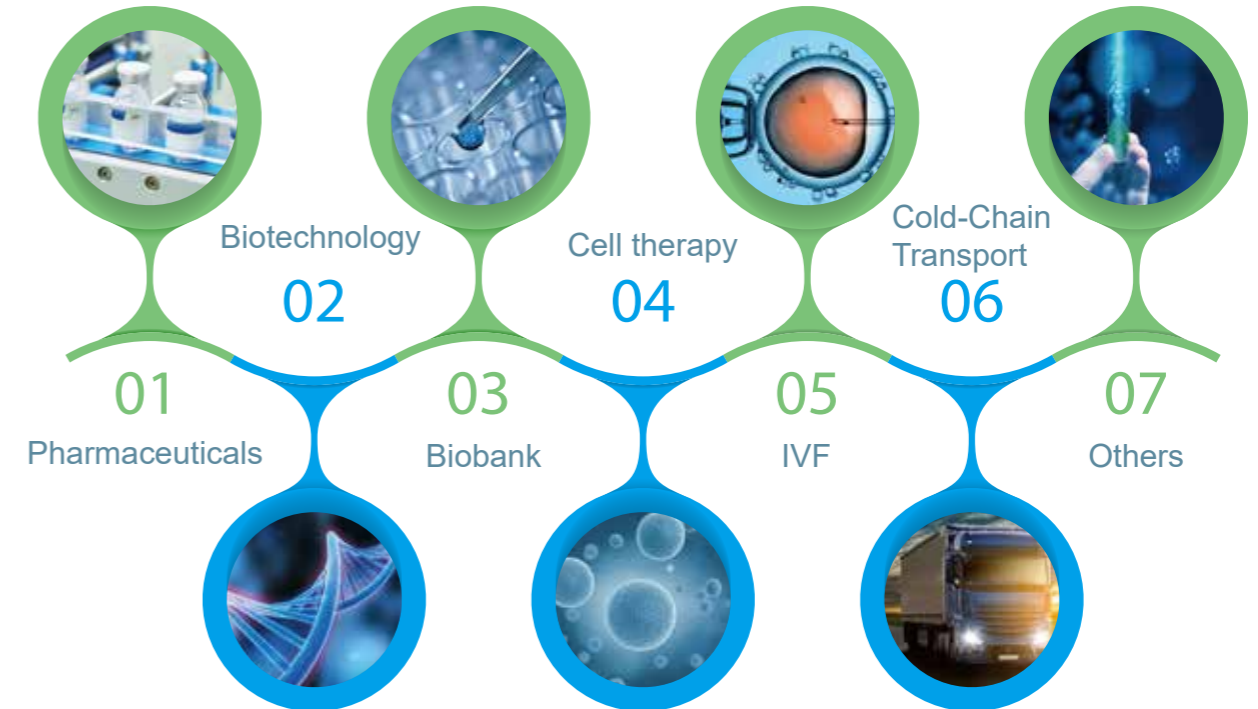 01
Pharmaceuticals
Biotechnology
02
03
Biobank
Cell therapy
04
05
IVF
Cold-Chain
Transport
06
07
Others